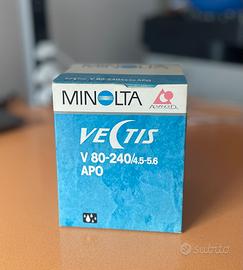 MINOLTA
VECTIS
V 80-240/4.5-5.6
APO
subito